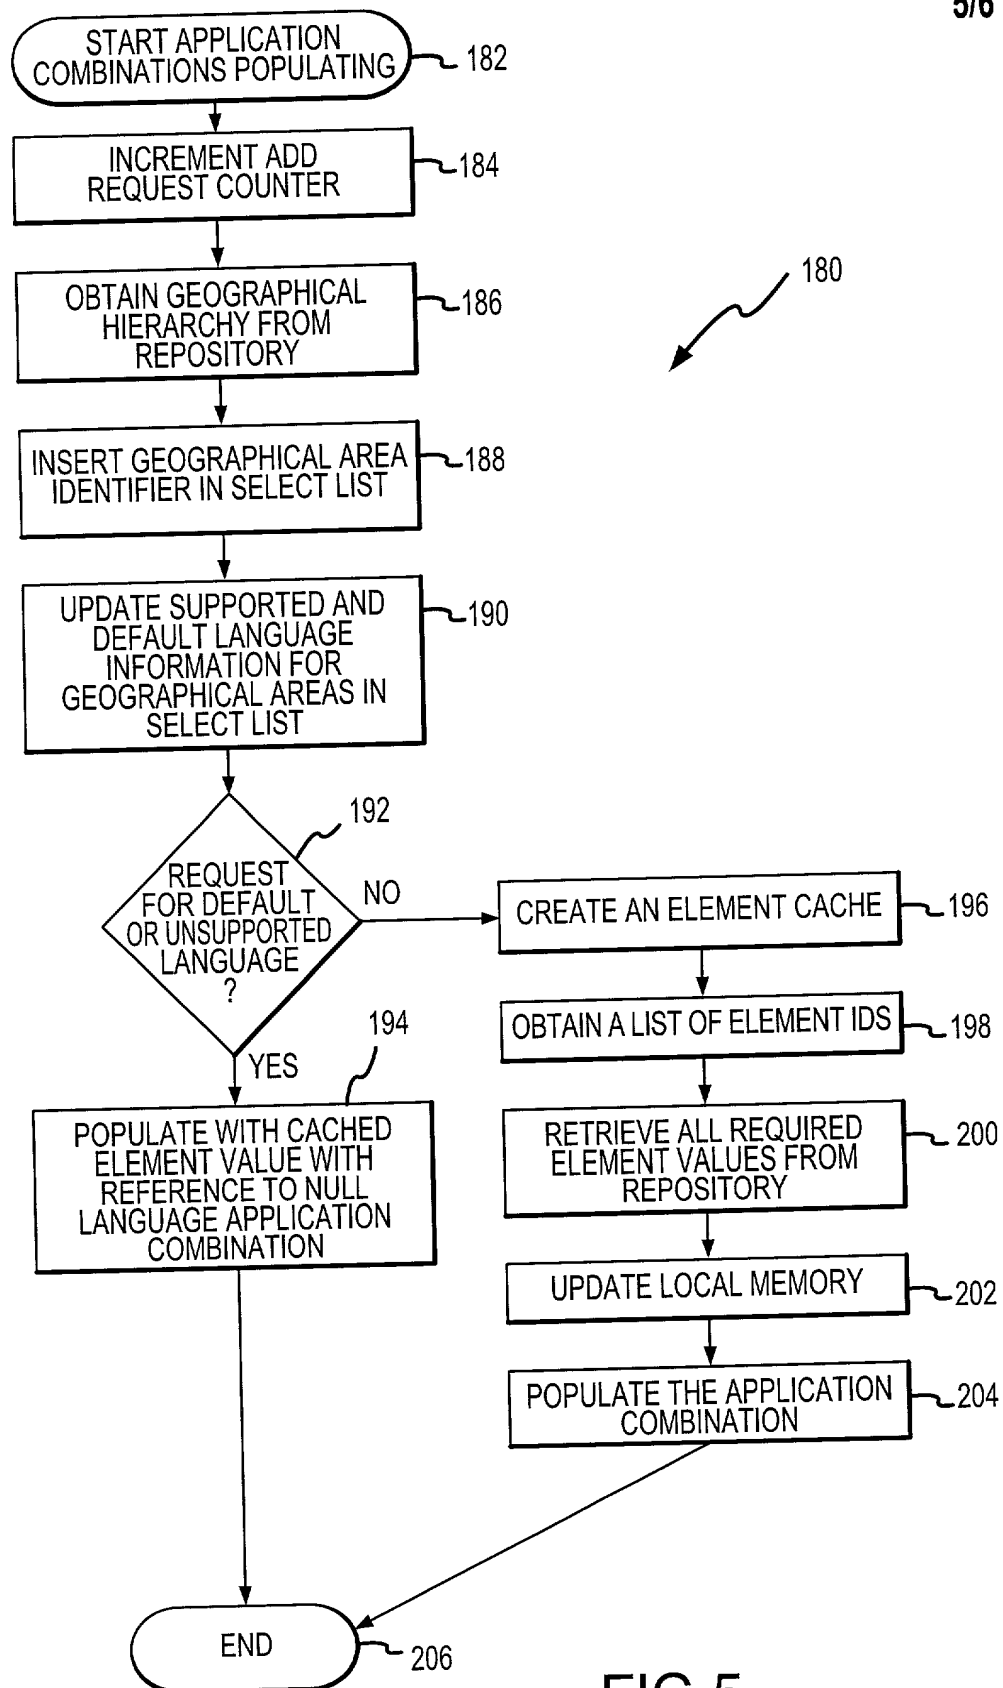 5/6
START APPLICATION
COMBINATIONS POPULATING
182
INCREMENT ADD
REQUEST COUNTER
184
180
OBTAIN GEOGRAPHICAL
HIERARCHY FROM
REPOSITORY
186
INSERT GEOGRAPHICAL AREA
IDENTIFIER IN SELECT LIST
188
UPDATE SUPPORTED AND
DEFAULT LANGUAGE
INFORMATION FOR
GEOGRAPHICAL AREAS IN
SELECT LIST
190
192
REQUEST
FOR DEFAULT
OR UNSUPPORTED
LANGUAGE
?
NO
YES
194
POPULATE WITH CACHED
ELEMENT VALUE WITH
REFERENCE TO NULL
LANGUAGE APPLICATION
COMBINATION
CREATE AN ELEMENT CACHE
196
OBTAIN A LIST OF ELEMENT IDS
198
RETRIEVE ALL REQUIRED
ELEMENT VALUES FROM
REPOSITORY
200
UPDATE LOCAL MEMORY
202
POPULATE THE APPLICATION
COMBINATION
204
END
206
FIG.5